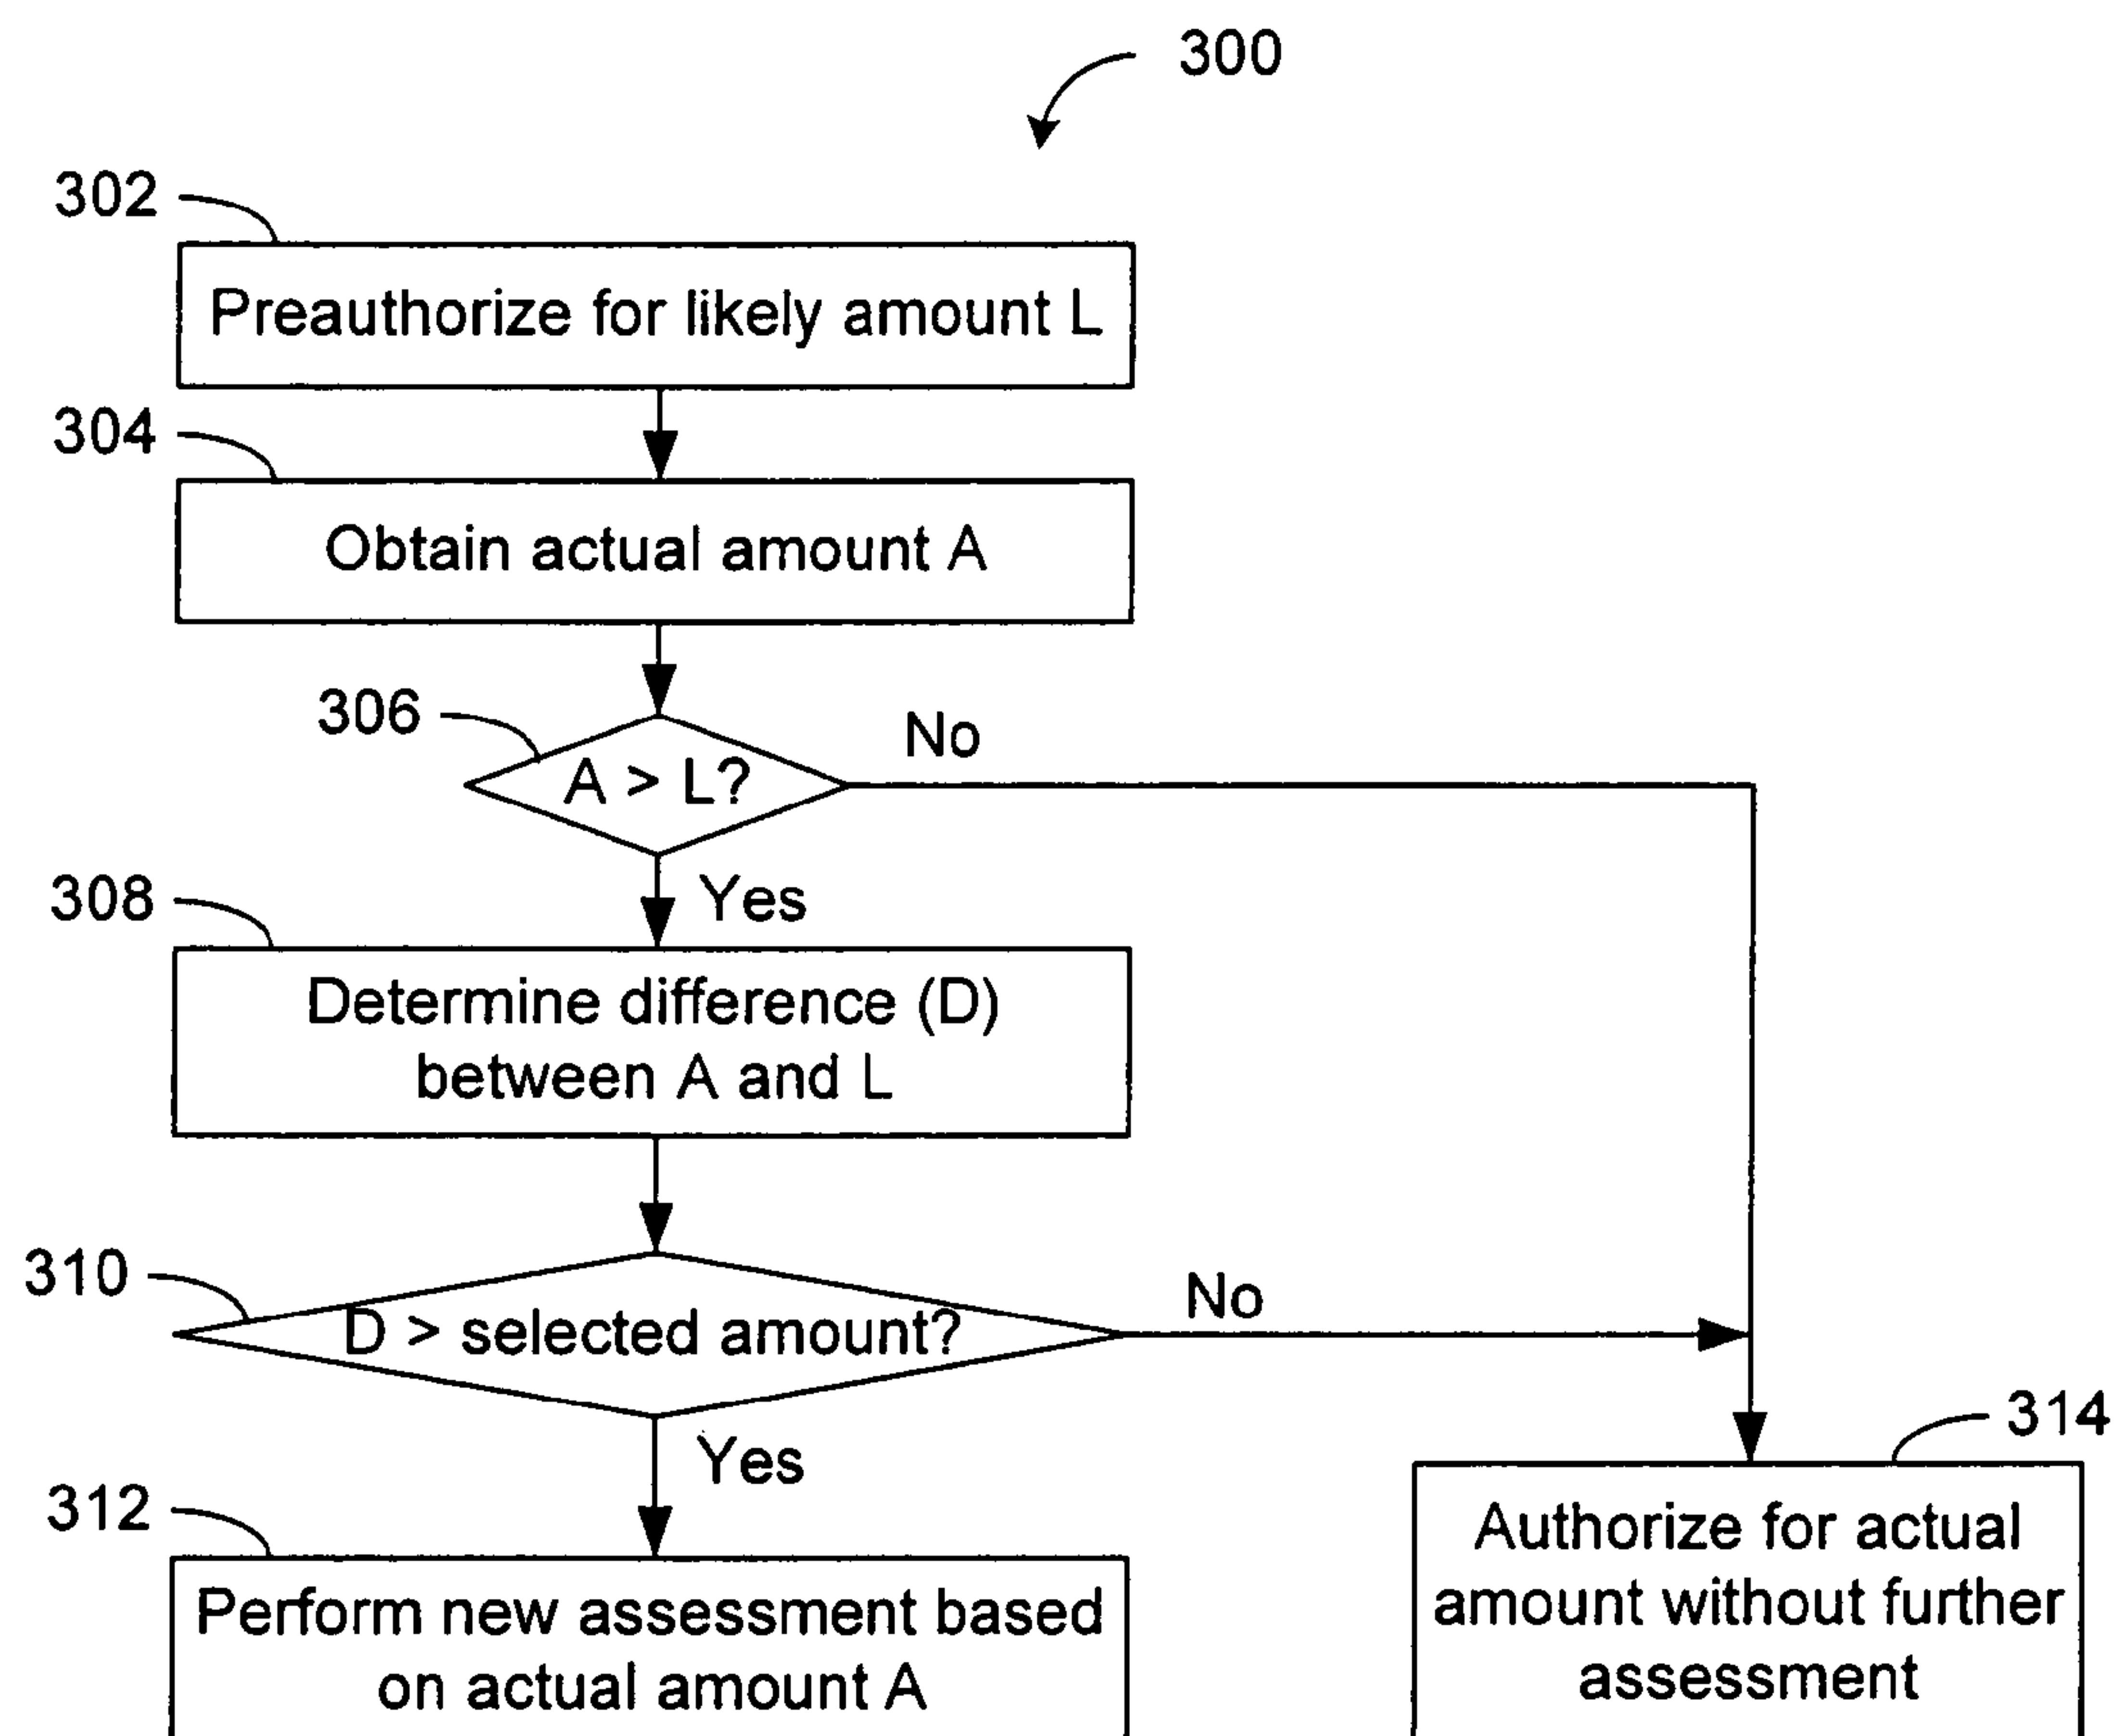 300
302
Preauthorize for likely amount L
304
Obtain actual amount A
306
A > L?
No
Yes
308
Determine difference (D)
between A and L
310
D > selected amount?
No
Yes
312
Perform new assessment based
on actual amount A
314
Authorize for actual
amount without further
assessment